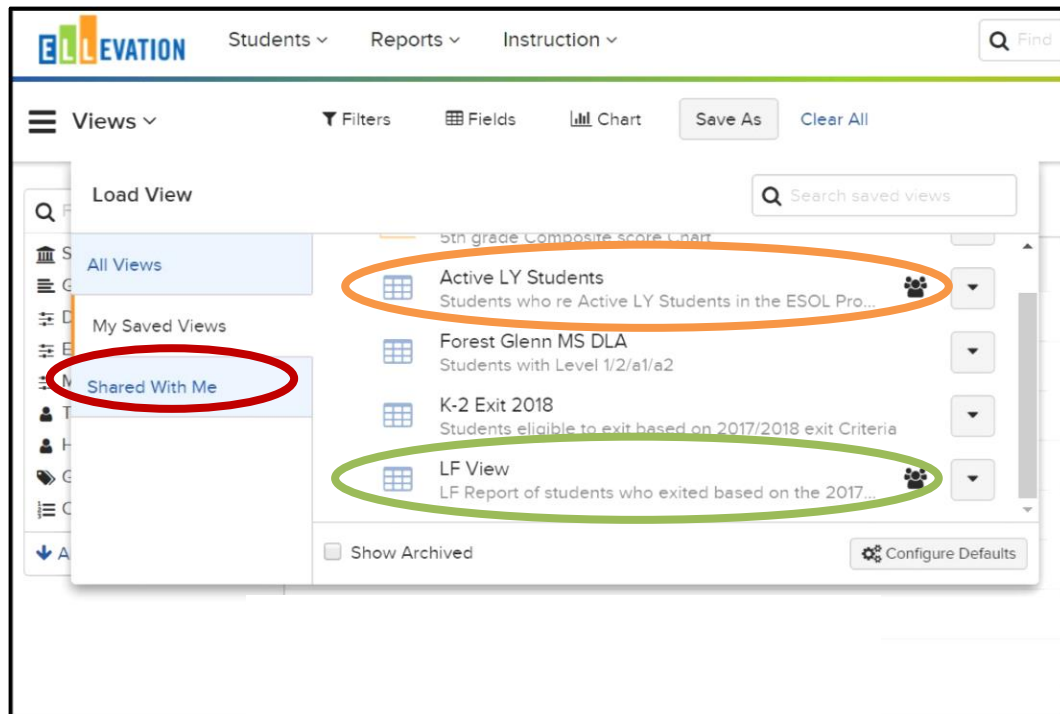 ELLEVATION Students Reports Instruction Find
Views Filters Fields Chart Save As Clear All
Load View Search saved views
All Views
My Saved Views
Shared With Me
5th grade Composite score Chart
Active LY Students
Students who re Active LY Students in the ESOL Pro...
Forest Glenn MS DLA
Students with Level 1/2/a1/a2
K-2 Exit 2018
Students eligible to exit based on 2017/2018 exit Criteria
LF View
LF Report of students who exited based on the 2017...
Show Archived Configure Defaults